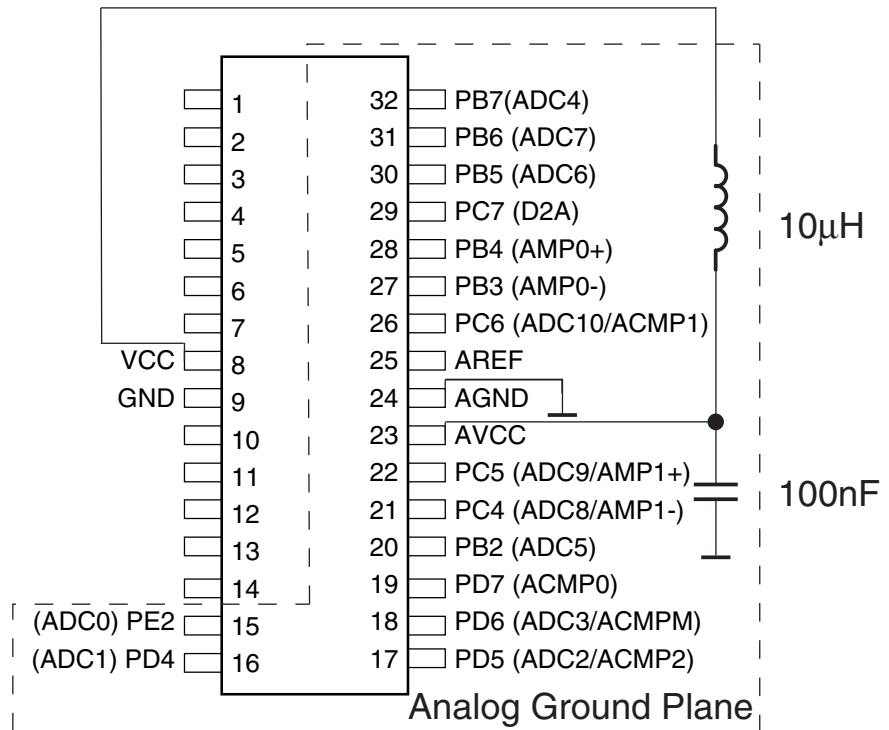 1 32 PB7(ADC4)
2 31 PB6 (ADC7)
3 30 PB5 (ADC6)
4 29 PC7 (D2A)
5 28 PB4 (AMP0+)
6 27 PB3 (AMP0-)
7 26 PC6 (ADC10/ACMP1)
VCC 8 25 AREF
GND 9 24 AGND
10 23 AVCC
11 22 PC5 (ADC9/AMP1+)
12 21 PC4 (ADC8/AMP1-)
13 20 PB2 (ADC5)
14 19 PD7 (ACMP0)
(ADC0) PE2 15 18 PD6 (ADC3/ACMPM)
(ADC1) PD4 16 17 PD5 (ADC2/ACMP2)
10μH
100nF
Analog Ground Plane